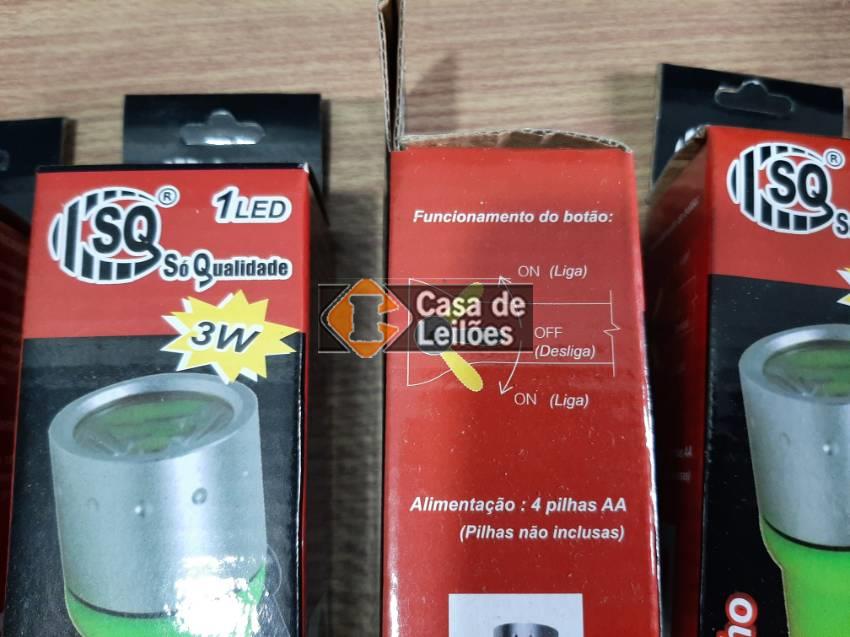 SQ®
1LED
Só Qualidade
3W
Funcionamento do botão:
ON (Liga)
OFF
(Desliga)
ON (Liga)
Casa de
Leilões
Alimentação : 4 pilhas AA
(Pilhas não inclusas)
SQ®